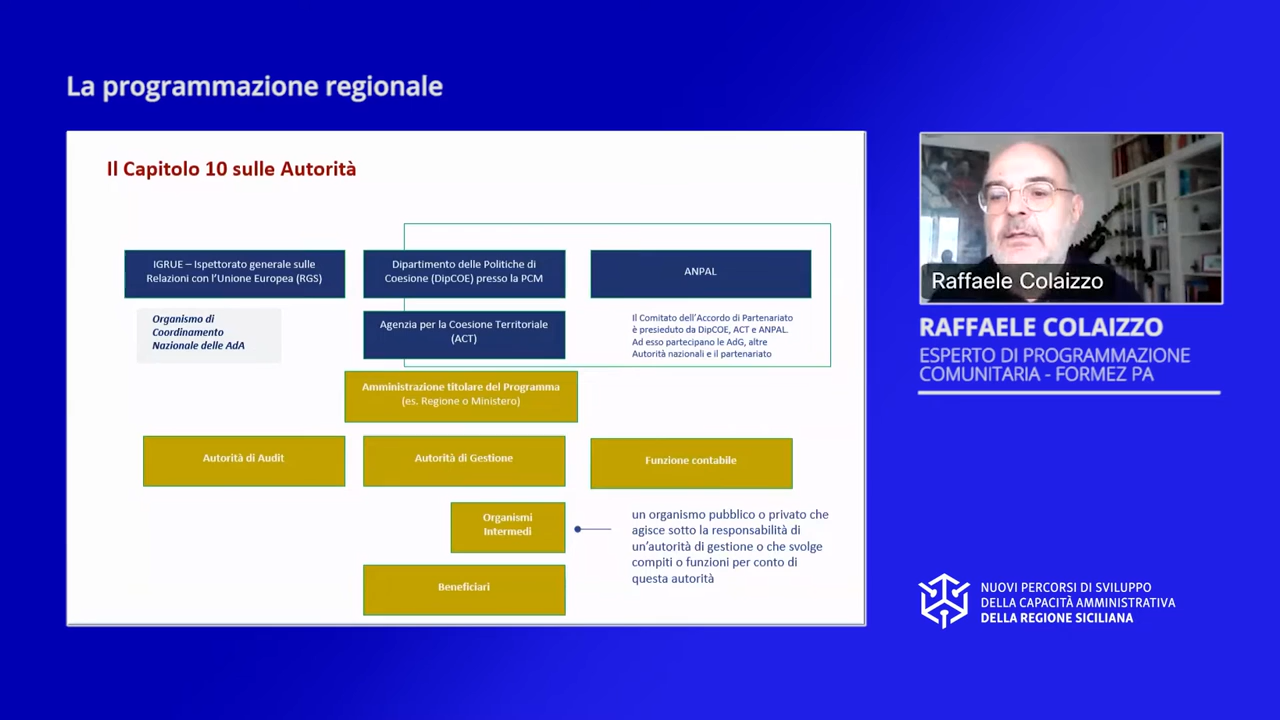 La programmazione regionale
Il Capitolo 10 sulle Autorità
IGRUE – Ispettorato generale sulle
Relazioni con l'Unione Europea (RGS)
Dipartimento delle Politiche di
Coesione (DipCOE) presso la PCM
ANPAL
Organismo di
Coordinamento
Nazionale delle AdA
Agenzia per la Coesione Territoriale
(ACT)
Il Comitato dell'Accordo di Partenariato
è presieduto da DipCOE, ACT e ANPAL.
Ad esso partecipano le AdG, altre
Autorità nazionali e il partenariato
Amministrazione titolare del Programma
(es. Regione o Ministero)
Autorità di Audit
Autorità di Gestione
Funzione contabile
Organismi
Intermedi
un organismo pubblico o privato che
agisce sotto la responsabilità di
un'autorità di gestione o che svolge
compiti o funzioni per conto di
questa autorità
Beneficiari
Raffaele Colaizzo
RAFFAELE COLAIZZO
ESPERTO DI PROGRAMMAZIONE
COMUNITARIA - FORMEZ PA
NUOVI PERCORSI DI SVILUPPO
DELLA CAPACITÀ AMMINISTRATIVA
DELLA REGIONE SICILIANA